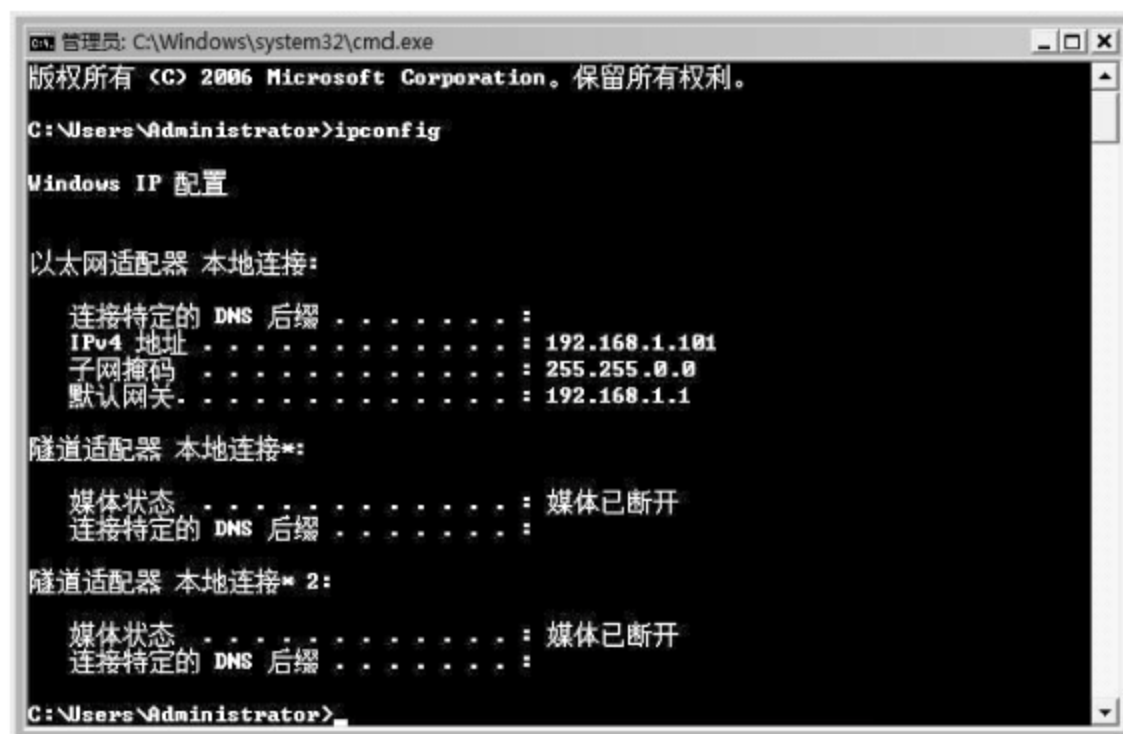 管理员: C:\Windows\system32\cmd.exe
版权所有 (C) 2006 Microsoft Corporation。保留所有权利。
C:\Users\Administrator>ipconfig
Windows IP 配置
以太网适配器 本地连接:
连接特定的 DNS 后缀 . . . . . . . :
IPv4 地址 . . . . . . . . . . . . : 192.168.1.101
子网掩码 . . . . . . . . . . . . : 255.255.0.0
默认网关. . . . . . . . . . . . . : 192.168.1.1
隧道适配器 本地连接*:
媒体状态 . . . . . . . . . . . . : 媒体已断开
连接特定的 DNS 后缀 . . . . . . . :
隧道适配器 本地连接* 2:
媒体状态 . . . . . . . . . . . . : 媒体已断开
连接特定的 DNS 后缀 . . . . . . . :
C:\Users\Administrator>_